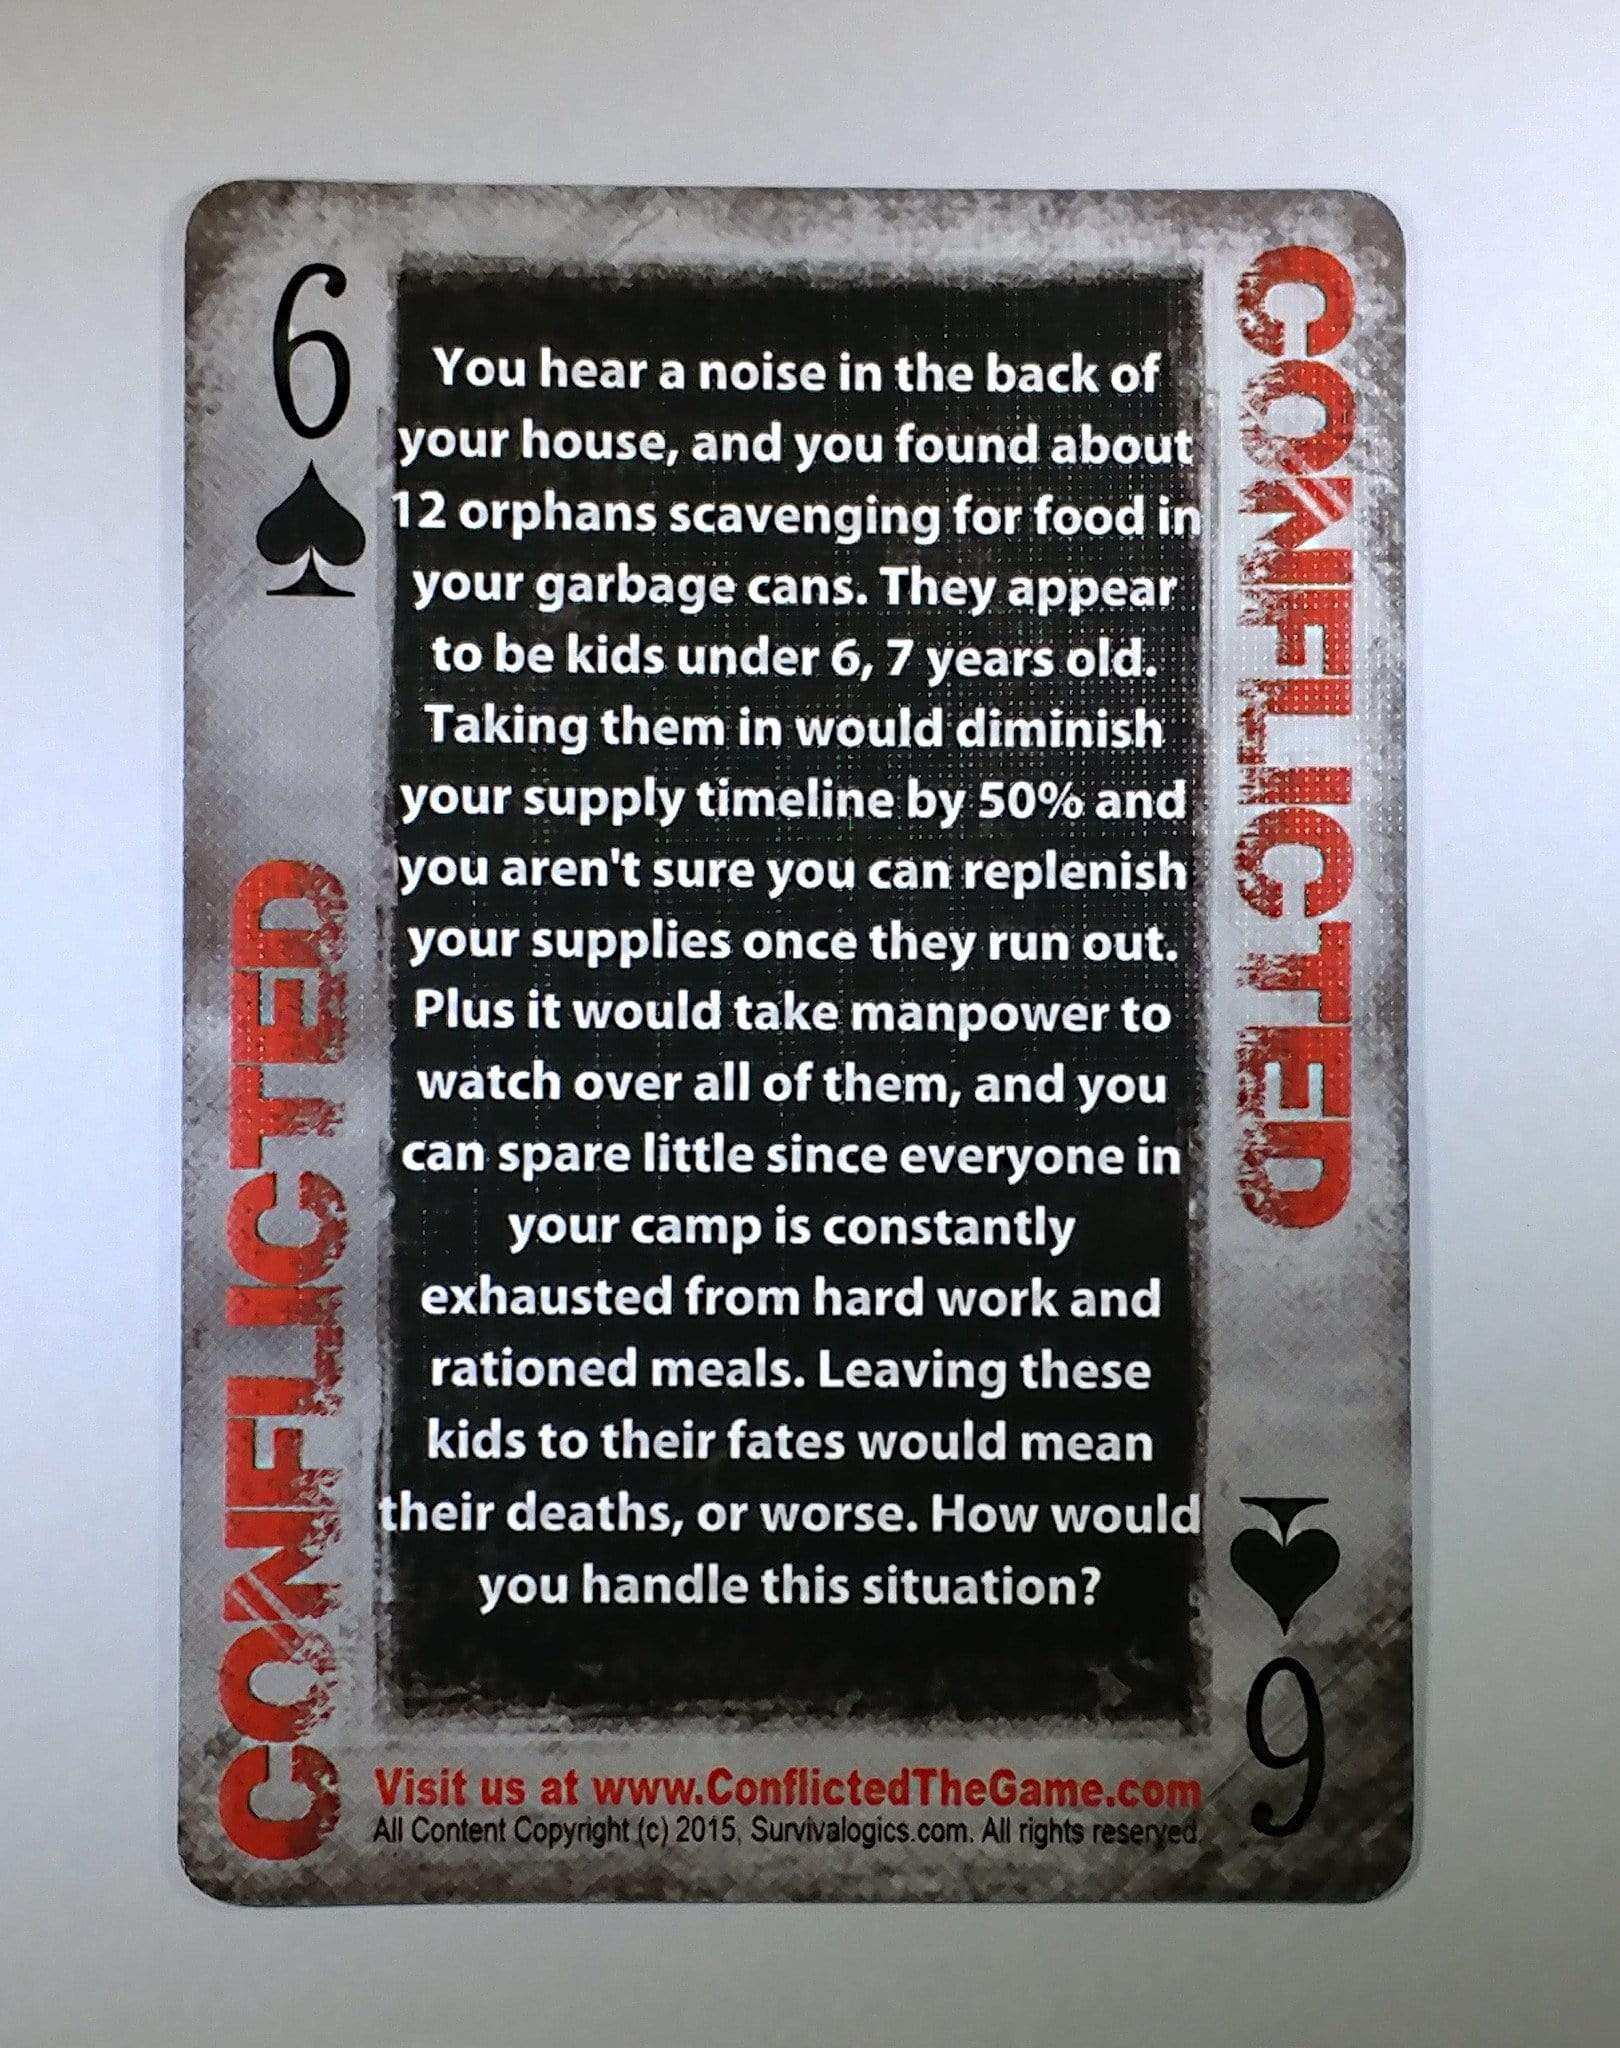 6
CONFLICTED
You hear a noise in the back of
your house, and you found about
12 orphans scavenging for food in
your garbage cans. They appear
to be kids under 6, 7 years old.
Taking them in would diminish
your supply timeline by 50% and
you aren't sure you can replenish
your supplies once they run out.
Plus it would take manpower to
watch over all of them, and you
can spare little since everyone in
your camp is constantly
exhausted from hard work and
rationed meals. Leaving these
kids to their fates would mean
their deaths, or worse. How would
you handle this situation?
CONFLICTED
Visit us at www.ConflictedTheGame.com
All Content Copyright (c) 2015, Survivalogics.com. All rights reserved.
6